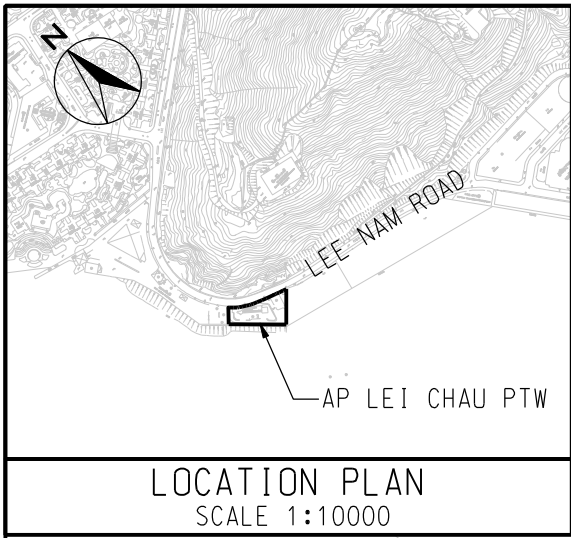 N
LEE NAM ROAD
AP LEI CHAU PTW
LOCATION PLAN
SCALE 1:10000